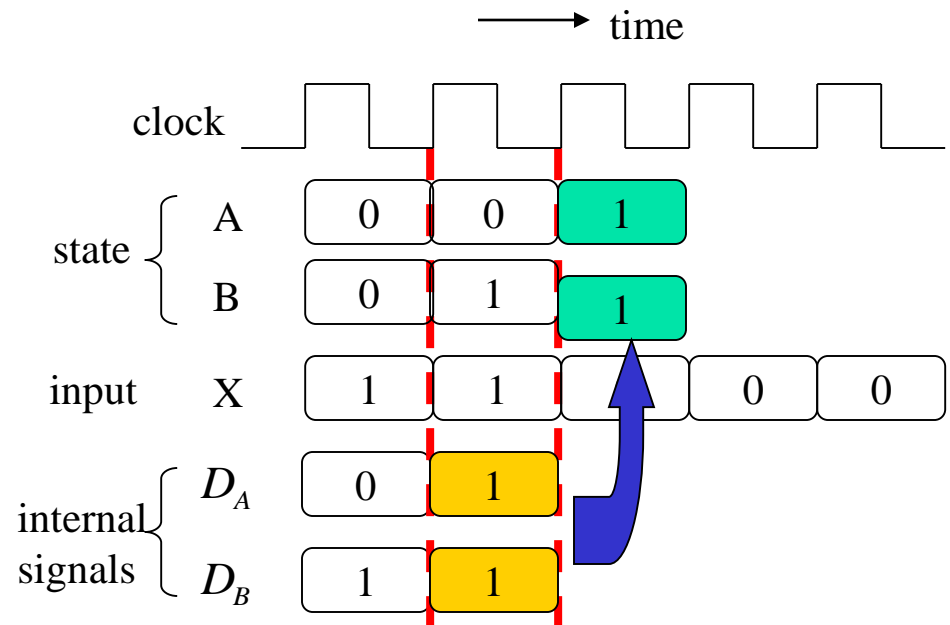 time
clock
A 0 0 1
state
B 0 1 1
input X 1 1 0 0
D_A 0 1
internal
signals
D_B 1 1